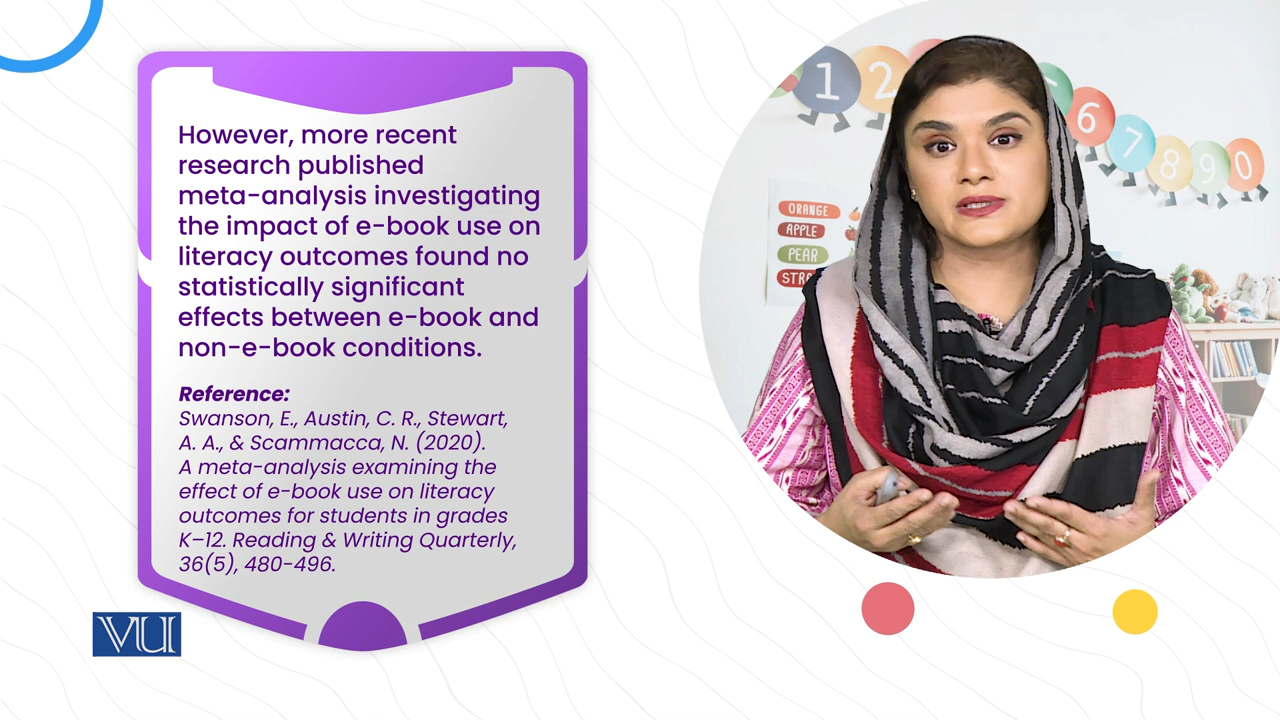 However, more recent
research published
meta-analysis investigating
the impact of e-book use on
literacy outcomes found no
statistically significant
effects between e-book and
non-e-book conditions.
Reference:
Swanson, E., Austin, C. R., Stewart,
A. A., & Scammacca, N. (2020).
A meta-analysis examining the
effect of e-book use on literacy
outcomes for students in grades
K–12. Reading & Writing Quarterly,
36(5), 480-496.
VU
1 2
6 7 8 9 0
ORANGE
APPLE
PEAR
STRA